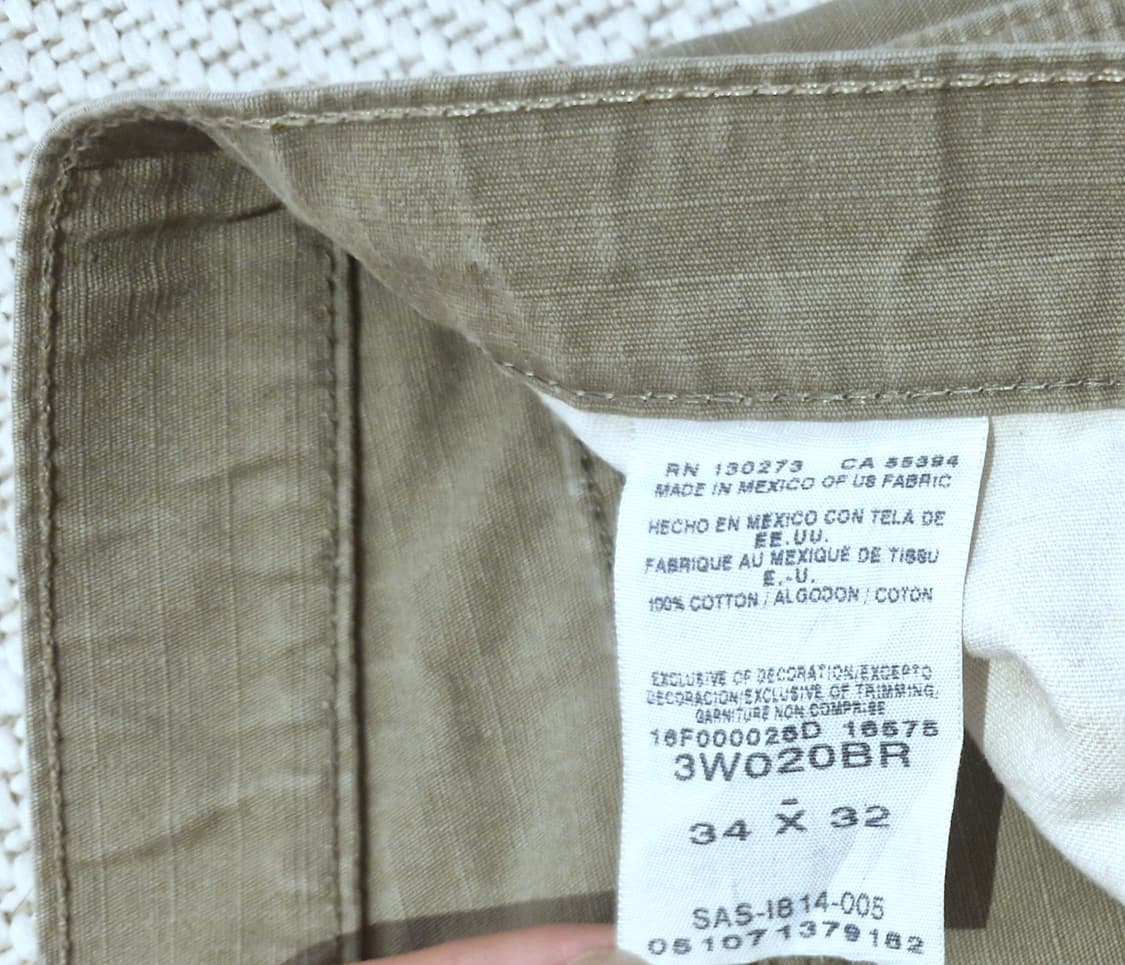 RN 130273 CA 55394
MADE IN MEXICO OF US FABRIC
HECHO EN MEXICO CON TELA DE
EE.UU.
FABRIQUE AU MEXIQUE DE TISSU
E.-U.
100% COTTON / ALGODON / COTON
EXCLUSIVE OF DECORATION/EXCEPTO
DECORACION/EXCLUSIVE OF TRIMMING/
GARNITURE NON COMPRISE
16F000026D 16575
3W020BR
34 X 32
SAS-1814-005
051071379182